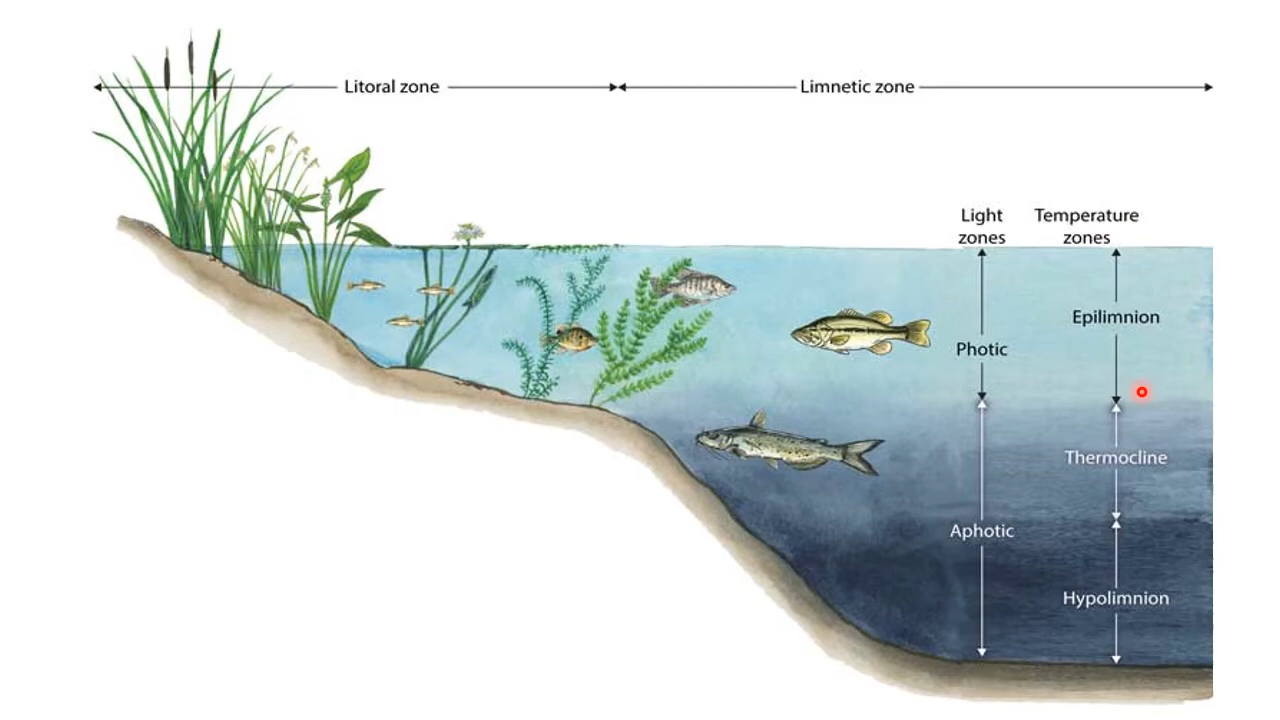 Litoral zone
Limnetic zone
Light
zones
Temperature
zones
Epilimnion
Photic
Thermocline
Aphotic
Hypolimnion